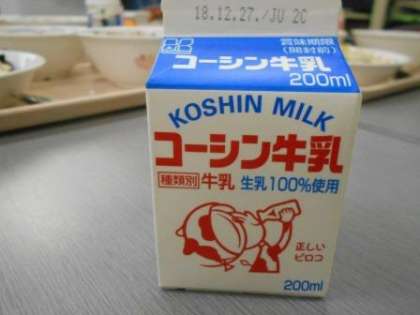 18.12.27./JU 2C
賞味期限
(開封前)
コーシン牛乳
200ml
KOSHIN MILK
コーシン牛乳
種類別 牛乳 生乳100%使用
正しい
ピロコ
200ml